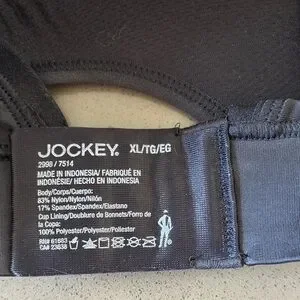 JOCKEY. XL/TG/EG
2998 / 7514
MADE IN INDONESIA/ FABRIQUÉ EN
INDONÉSIE/ HECHO EN INDONESIA
Body/Corps/Cuerpo:
83% Nylon/Nylon/Nilón
17% Spandex/Elasthanne/Elastano
Cup Lining/Doublure de Bonnets/Forro de
la Copa:
100% Polyester/Polyester/Poliéster
RN# 61683
CA# 23638